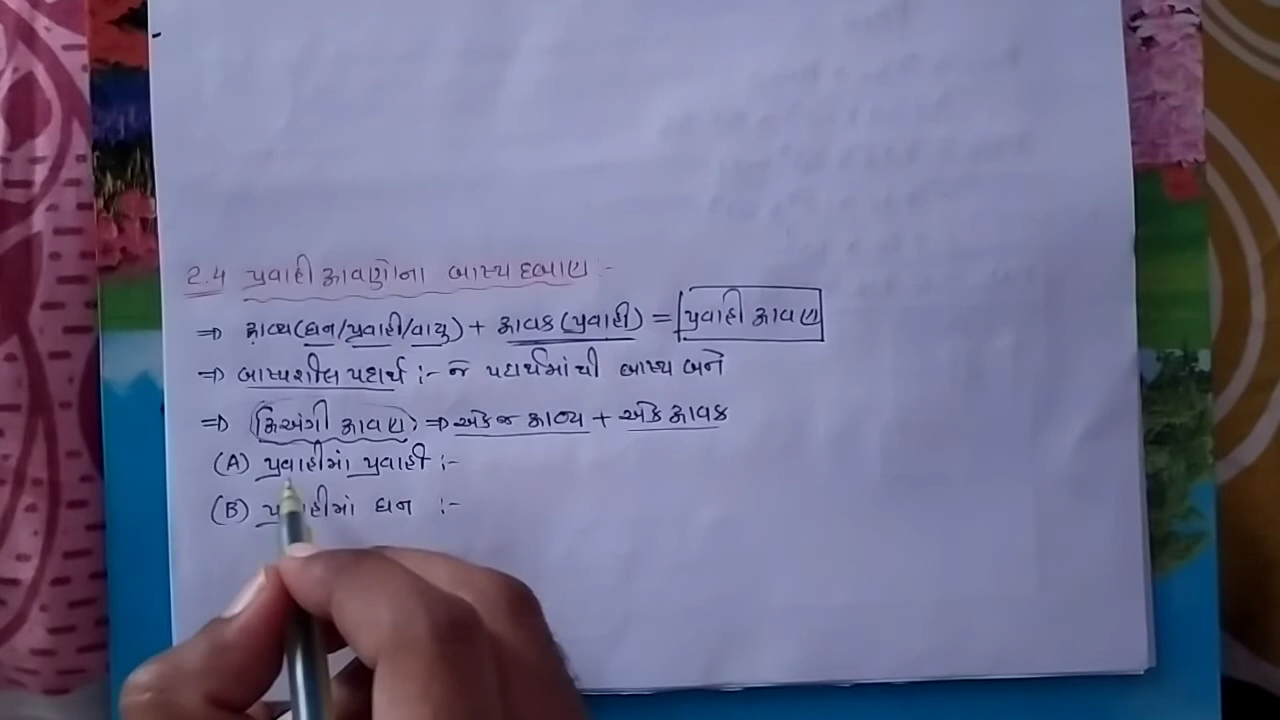 2.4 પ્રવાહી દ્રાવણોના બાષ્પ દબાણ :-
⇒ દ્રાવ્ય (ઘન/પ્રવાહી/વાયુ) + દ્રાવક (પ્રવાહી) = પ્રવાહી દ્રાવણ
⇒ બાષ્પશીલ પદાર્થ :- જે પદાર્થમાંથી બાષ્પ બને
⇒ દ્વિઅંગી દ્રાવણ : ⇒ એક જ દ્રાવ્ય + એક દ્રાવક
(A) પ્રવાહીમાં પ્રવાહી :-
(B) પ્રવાહીમાં ઘન :-